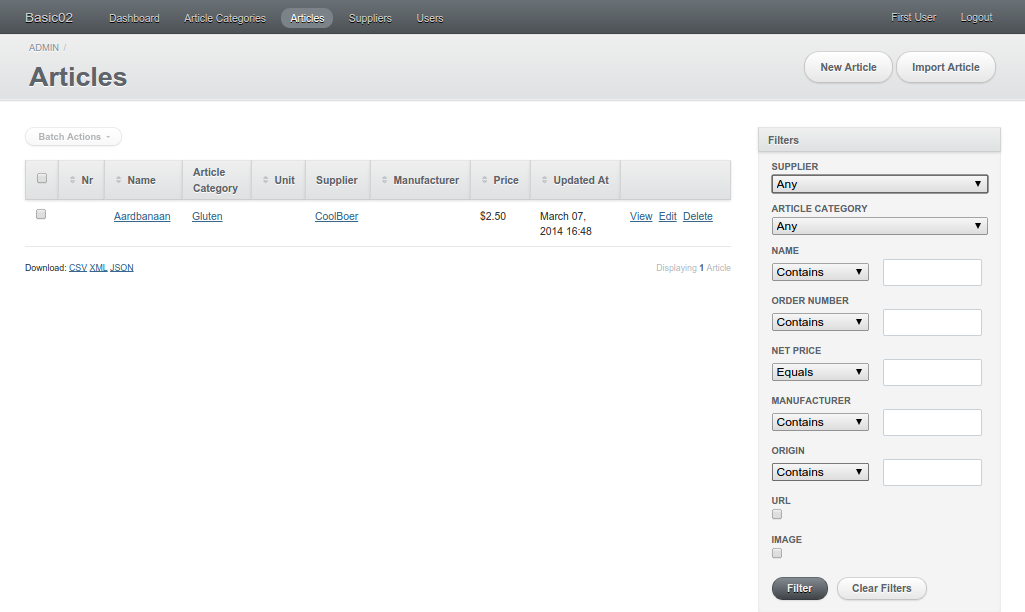 Basic02 Dashboard Article Categories Articles Suppliers Users First User Logout
ADMIN /
Articles
New Article Import Article
Batch Actions
Nr Name Article Category Unit Supplier Manufacturer Price Updated At
Aardbanaan Gluten CoolBoer $2.50 March 07, 2014 16:48 View Edit Delete
Download: CSV XML JSON
Displaying 1 Article
Filters
SUPPLIER
Any
ARTICLE CATEGORY
Any
NAME
Contains
ORDER NUMBER
Contains
NET PRICE
Equals
MANUFACTURER
Contains
ORIGIN
Contains
URL
IMAGE
Filter Clear Filters